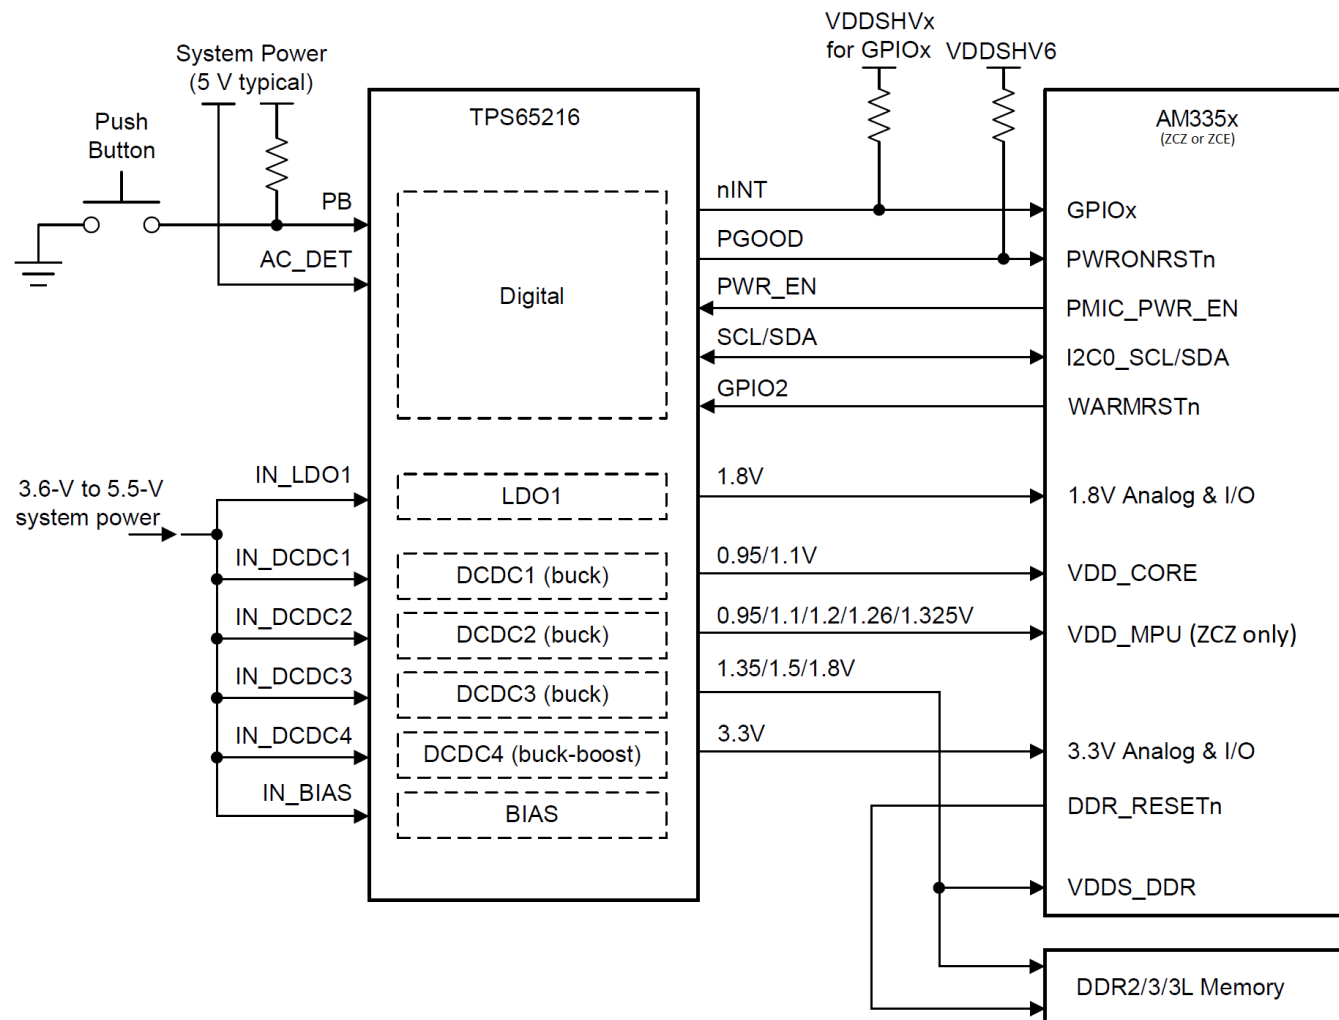 VDDSHVx
for GPIOx
VDDSHV6
System Power
(5 V typical)
Push
Button
TPS65216
AM335x
(ZCZ or ZCE)
PB
AC_DET
Digital
nINT
PGOOD
PWR_EN
SCL/SDA
GPIO2
GPIOx
PWRONRSTn
PMIC_PWR_EN
I2C0_SCL/SDA
WARMRSTn
3.6-V to 5.5-V
system power
IN_LDO1
IN_DCDC1
IN_DCDC2
IN_DCDC3
IN_DCDC4
IN_BIAS
LDO1
DCDC1 (buck)
DCDC2 (buck)
DCDC3 (buck)
DCDC4 (buck-boost)
BIAS
1.8V
0.95/1.1V
0.95/1.1/1.2/1.26/1.325V
1.35/1.5/1.8V
3.3V
1.8V Analog & I/O
VDD_CORE
VDD_MPU (ZCZ only)
3.3V Analog & I/O
DDR_RESETn
VDDS_DDR
DDR2/3/3L Memory